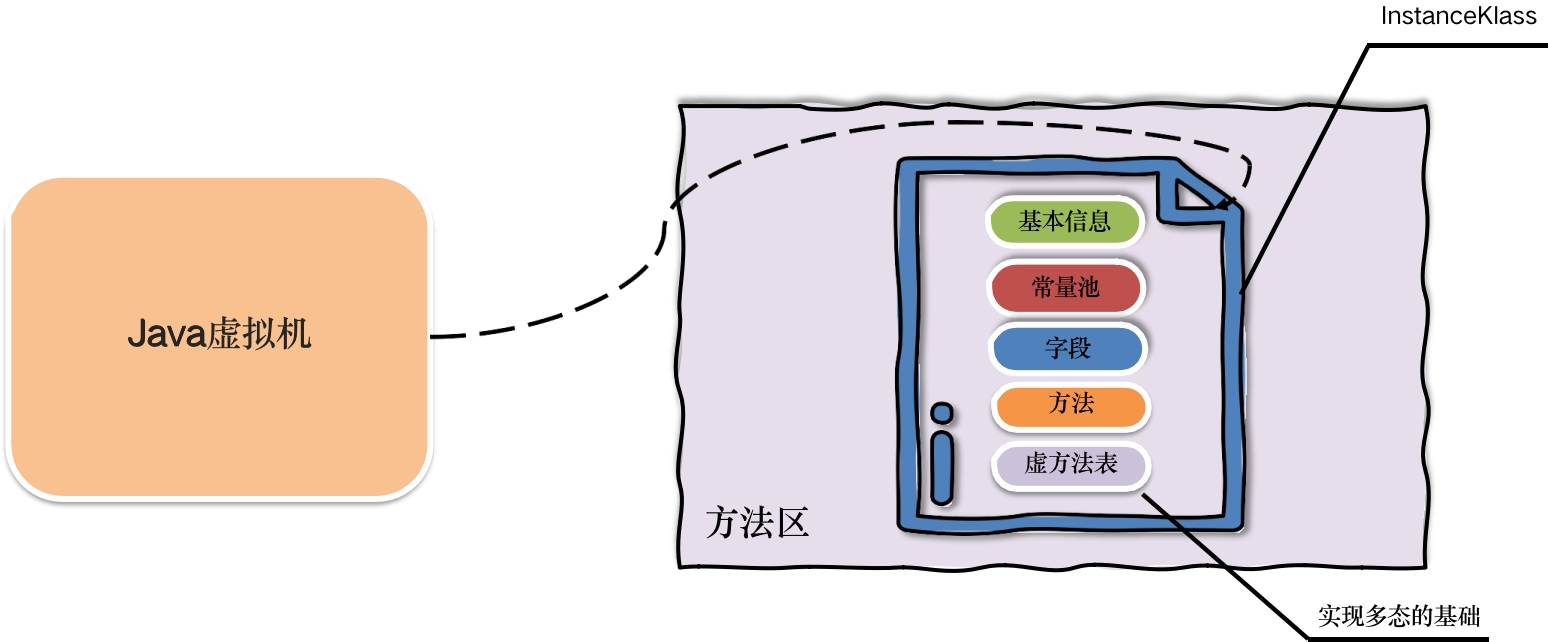 InstanceKlass
Java虚拟机
基本信息
常量池
字段
方法
虚方法表
方法区
实现多态的基础